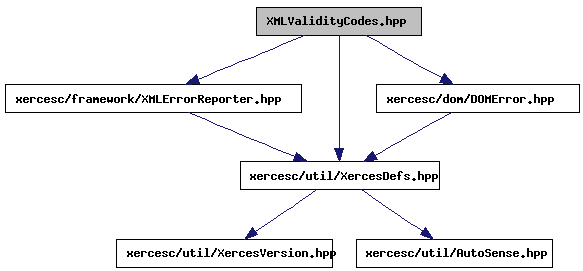 XMLValidityCodes.hpp
xercesc/framework/XMLErrorReporter.hpp
xercesc/dom/DOMError.hpp
xercesc/util/XercesDefs.hpp
xercesc/util/XercesVersion.hpp
xercesc/util/AutoSense.hpp